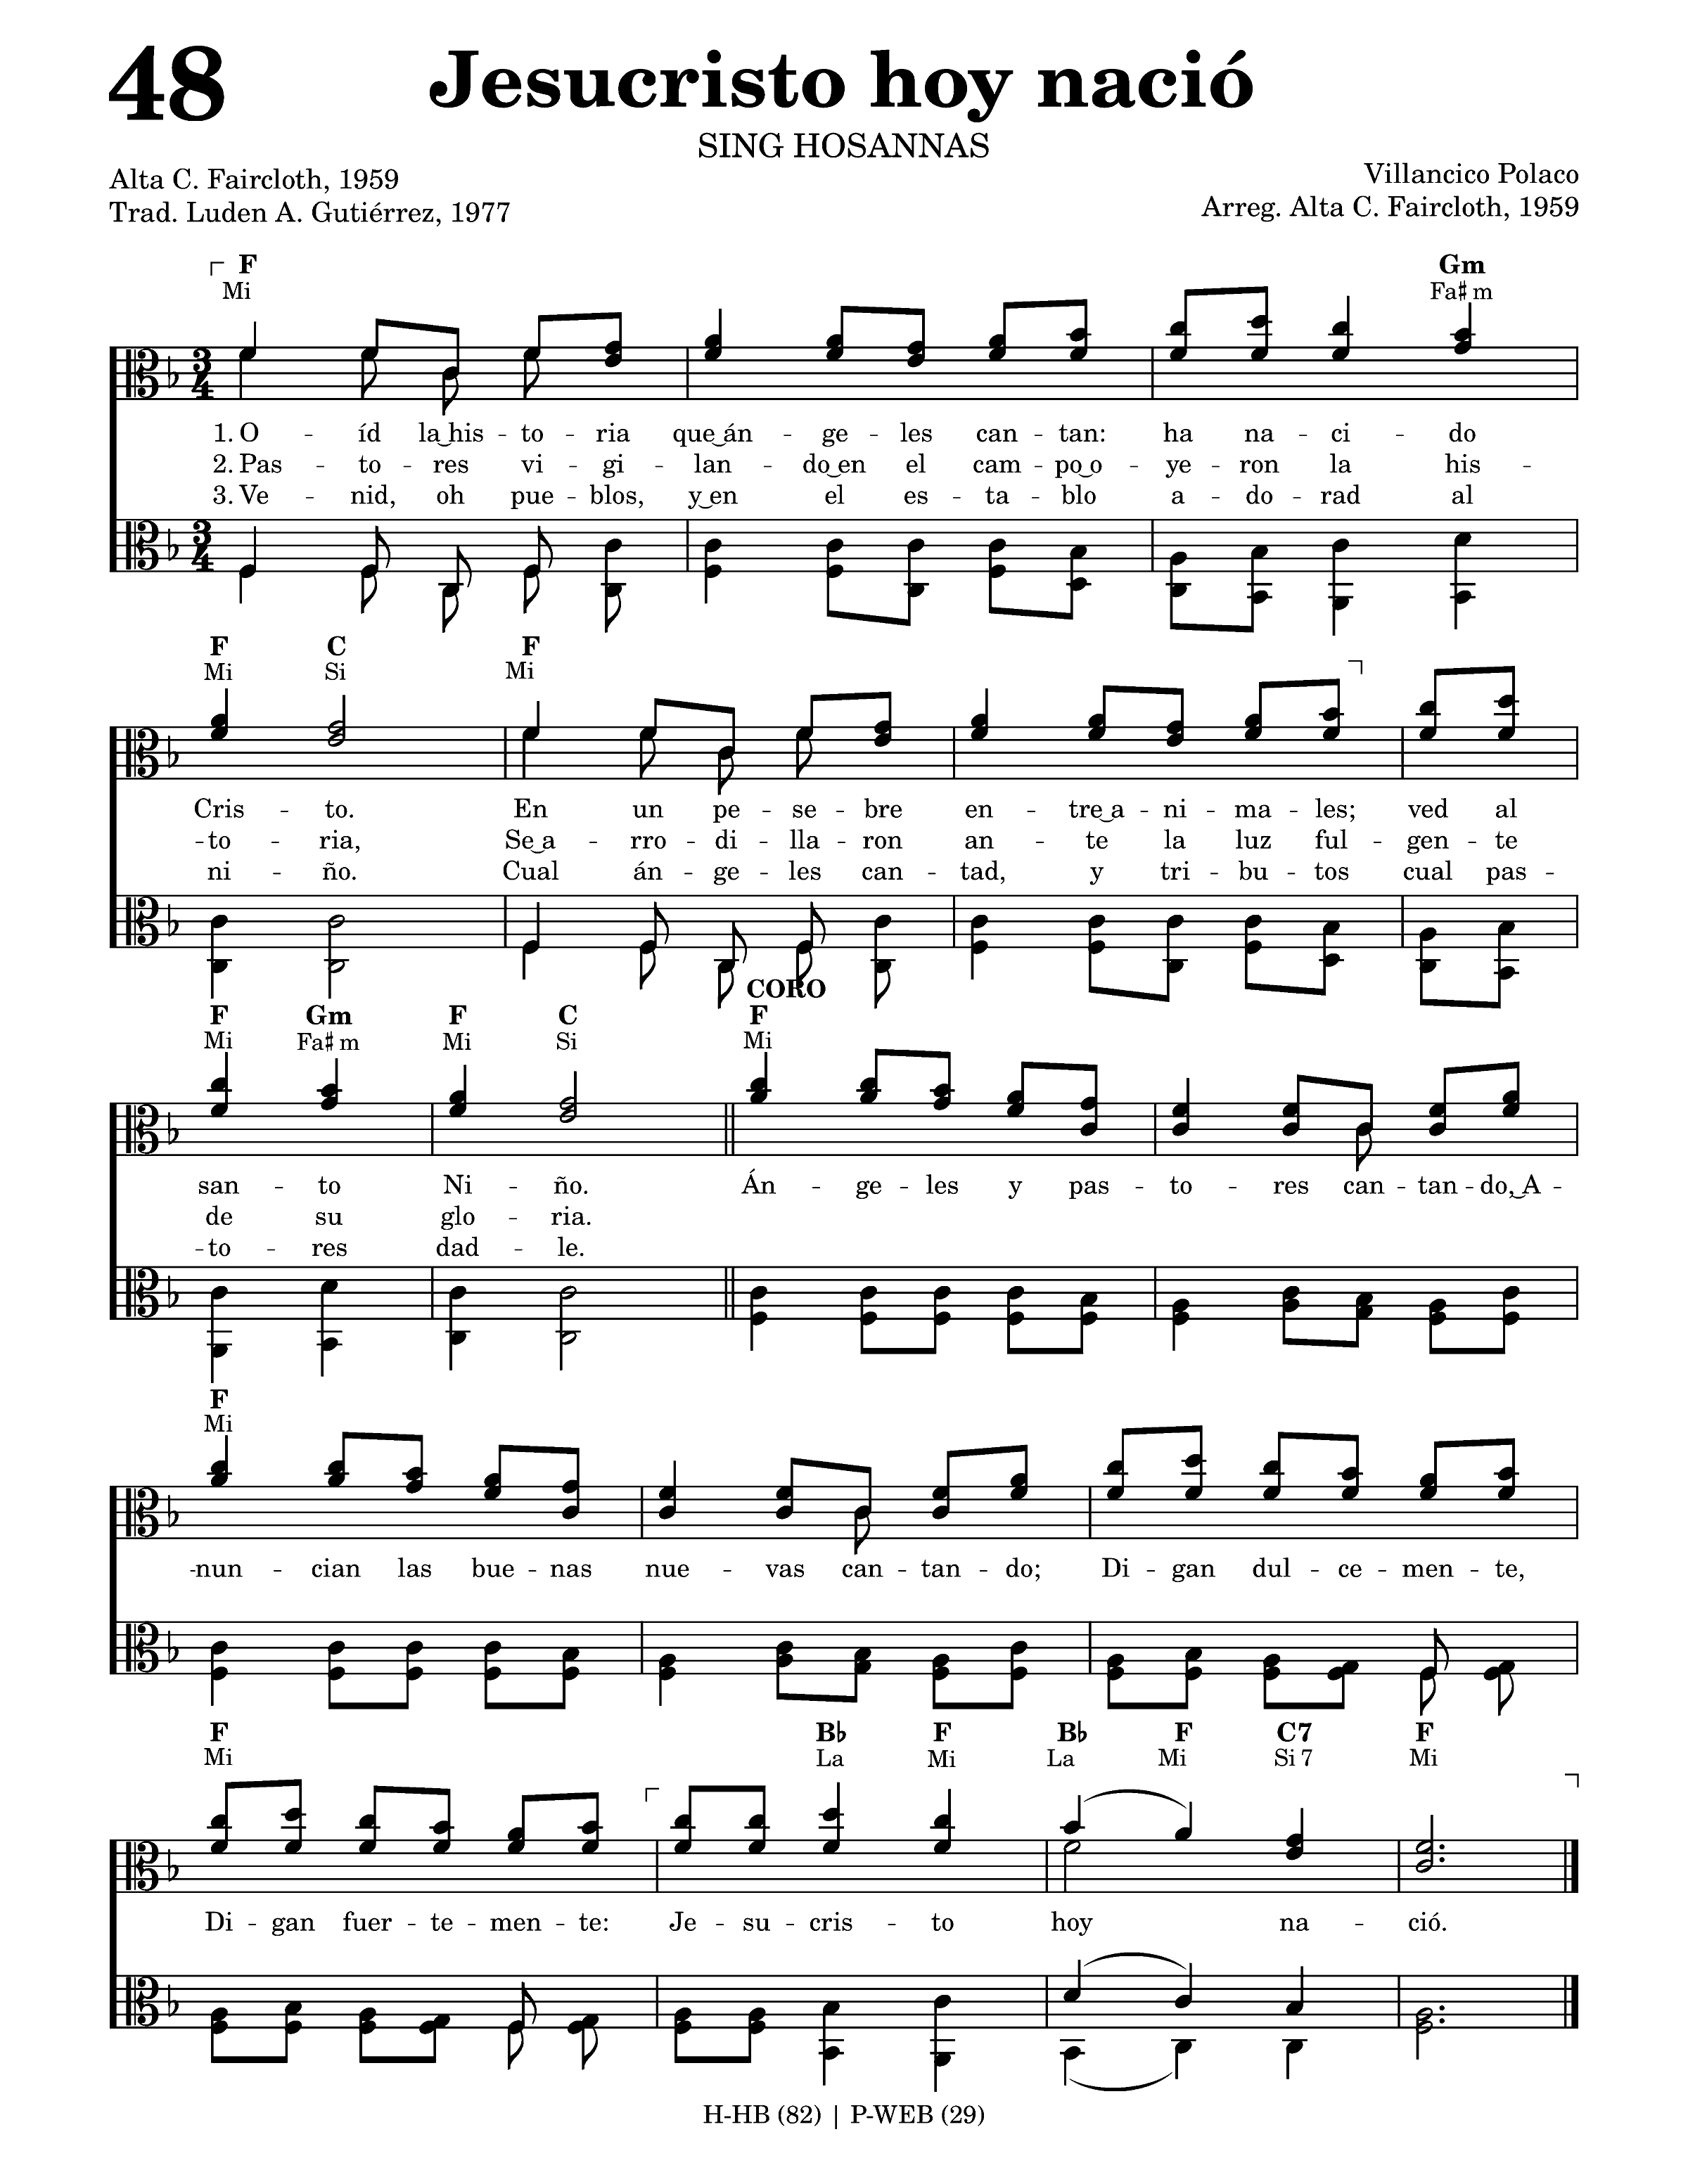 48 Jesucristo hoy nació
SING HOSANNAS
Alta C. Faircloth, 1959
Trad. Luden A. Gutiérrez, 1977
Villancico Polaco
Arreg. Alta C. Faircloth, 1959
F Gm
Mi Fa♯m
3 4
1. O - íd la‿his - to - ria que‿án - ge - les can - tan: ha na - ci - do
2. Pas - to - res vi - gi - lan - do‿en el cam - po‿o - ye - ron la his -
3. Ve - nid, oh pue - blos, y‿en el es - ta - blo a - do - rad al
3 4
F C F
Mi Si Mi
Cris - to. En un pe - se - bre en - tre‿a - ni - ma - les; ved al
- to - ria, Se‿a - rro - di - lla - ron an - te la luz ful - gen - te
ni - ño. Cual án - ge - les can - tad, y tri - bu - tos cual pas -
CORO
F Gm F C F
Mi Fa♯m Mi Si Mi
san - to Ni - ño. Án - ge - les y pas - to - res can - tan - do,‿A -
de su glo - ria.
- to - res dad - le.
F
Mi
- nun - cian las bue - nas nue - vas can - tan - do; Di - gan dul - ce - men - te,
F B♭ F B♭ F C7 F
Mi La Mi La Mi Si 7 Mi
Di - gan fuer - te - men - te: Je - su - cris - to hoy na - ció.
H-HB (82) | P-WEB (29)